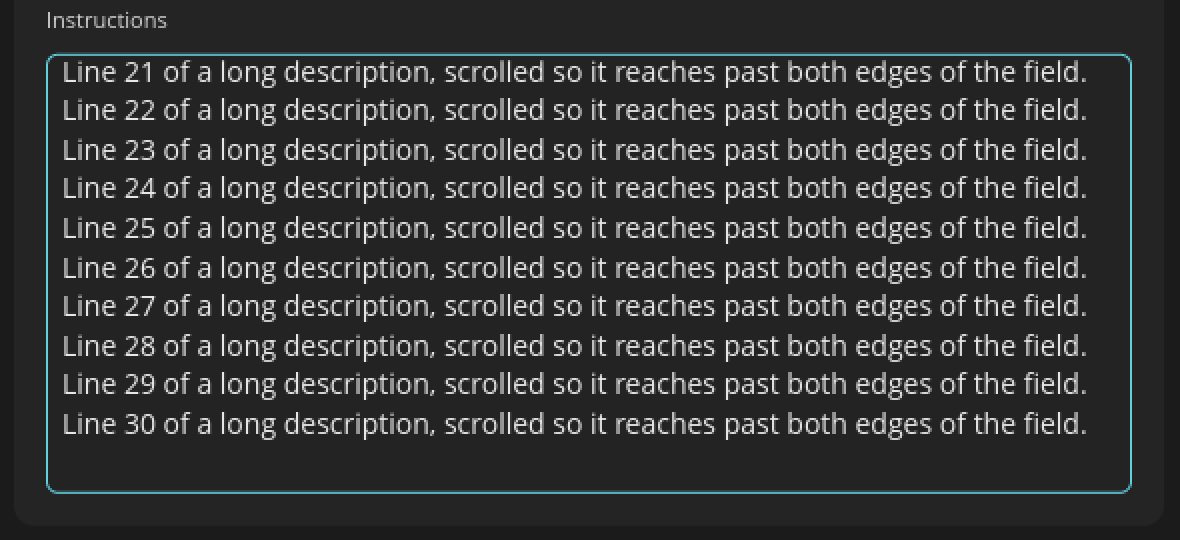 Instructions
Line 21 of a long description, scrolled so it reaches past both edges of the field.
Line 22 of a long description, scrolled so it reaches past both edges of the field.
Line 23 of a long description, scrolled so it reaches past both edges of the field.
Line 24 of a long description, scrolled so it reaches past both edges of the field.
Line 25 of a long description, scrolled so it reaches past both edges of the field.
Line 26 of a long description, scrolled so it reaches past both edges of the field.
Line 27 of a long description, scrolled so it reaches past both edges of the field.
Line 28 of a long description, scrolled so it reaches past both edges of the field.
Line 29 of a long description, scrolled so it reaches past both edges of the field.
Line 30 of a long description, scrolled so it reaches past both edges of the field.